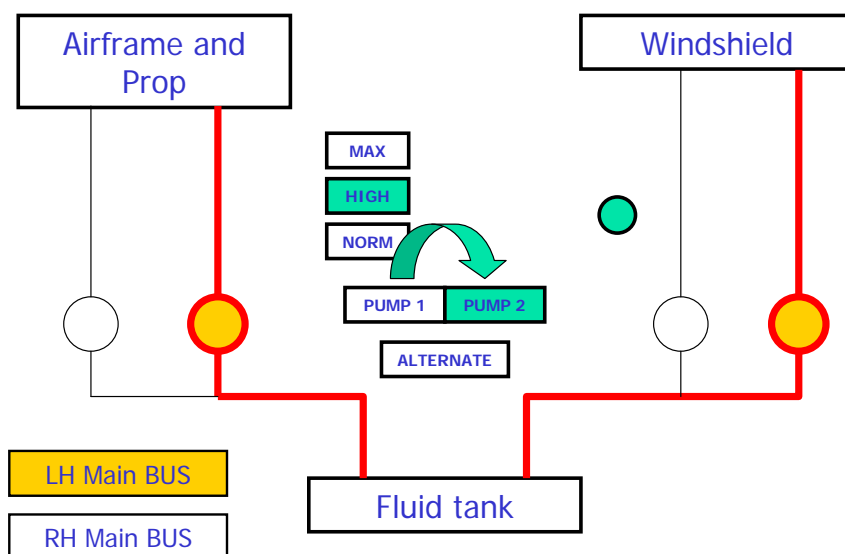 Airframe and
Prop
Windshield
MAX
HIGH
NORM
PUMP 1
PUMP 2
ALTERNATE
LH Main BUS
RH Main BUS
Fluid tank